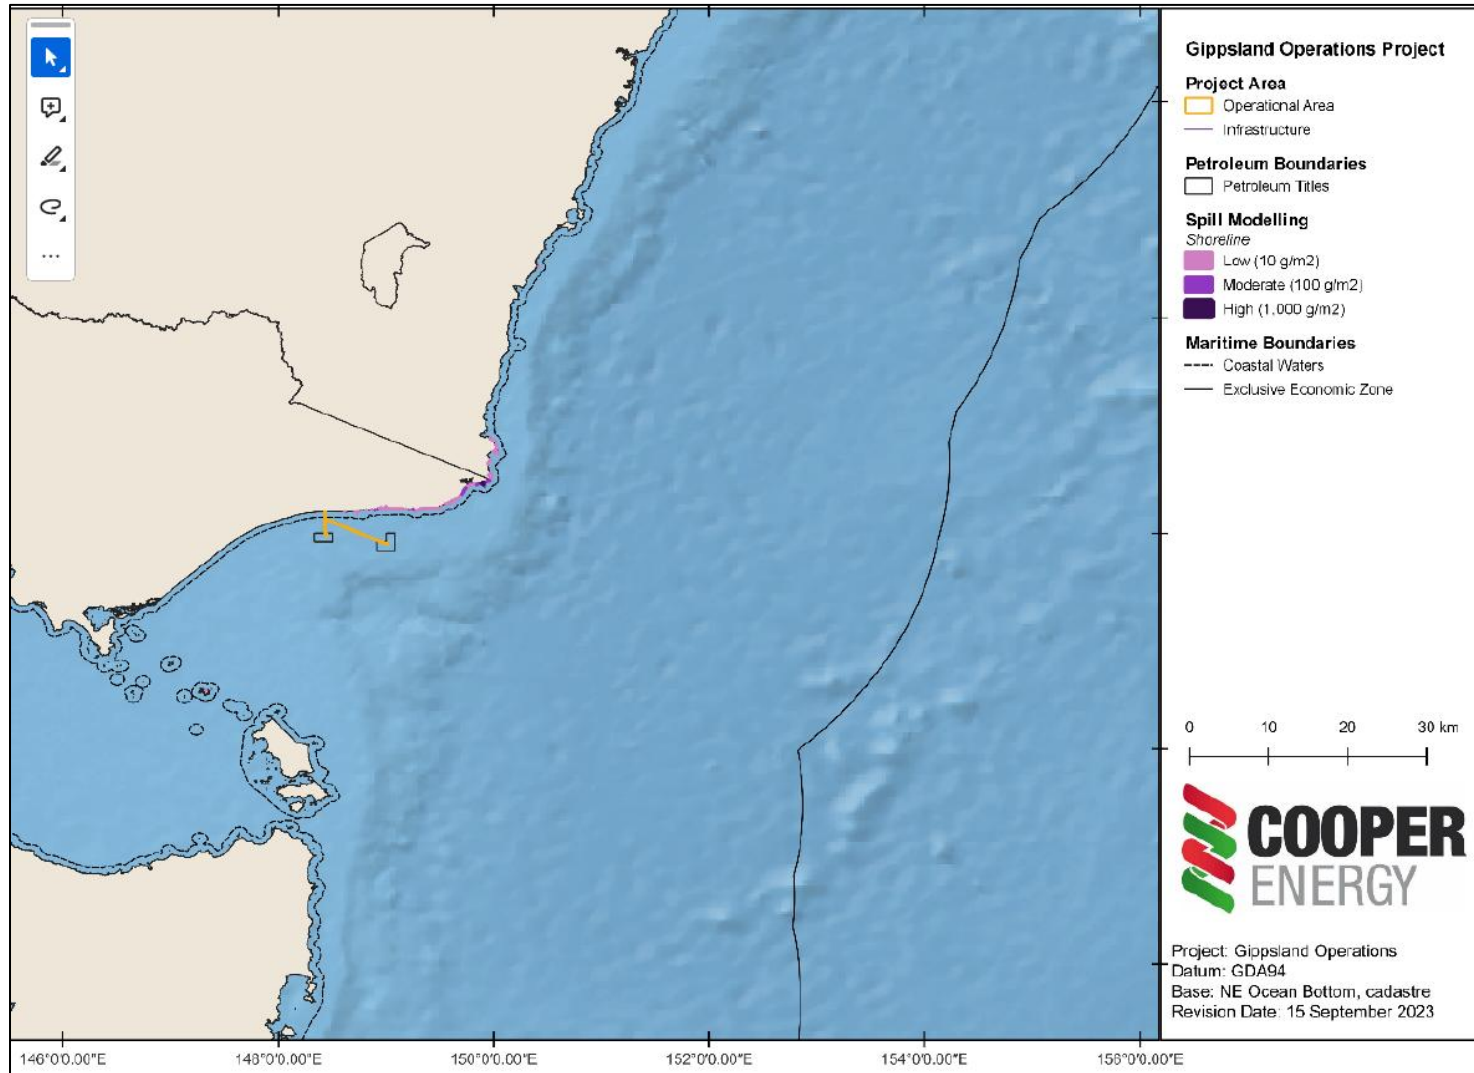 Gippsland Operations Project
Project Area
Operational Area
Infrastructure
Petroleum Boundaries
Petroleum Titles
Spill Modelling
Shoreline
Low (10 g/m2)
Moderate (100 g/m2)
High (1,000 g/m2)
Maritime Boundaries
Coastal Waters
Exclusive Economic Zone
0 10 20 30 km
COOPER
ENERGY
Project: Gippsland Operations
Datum: GDA94
Base: NE Ocean Bottom, cadastre
Revision Date: 15 September 2023
146°0'0.00"E 148°0'0.00"E 150°0'0.00"E 152°0'0.00"E 154°0'0.00"E 156°0'0.00"E